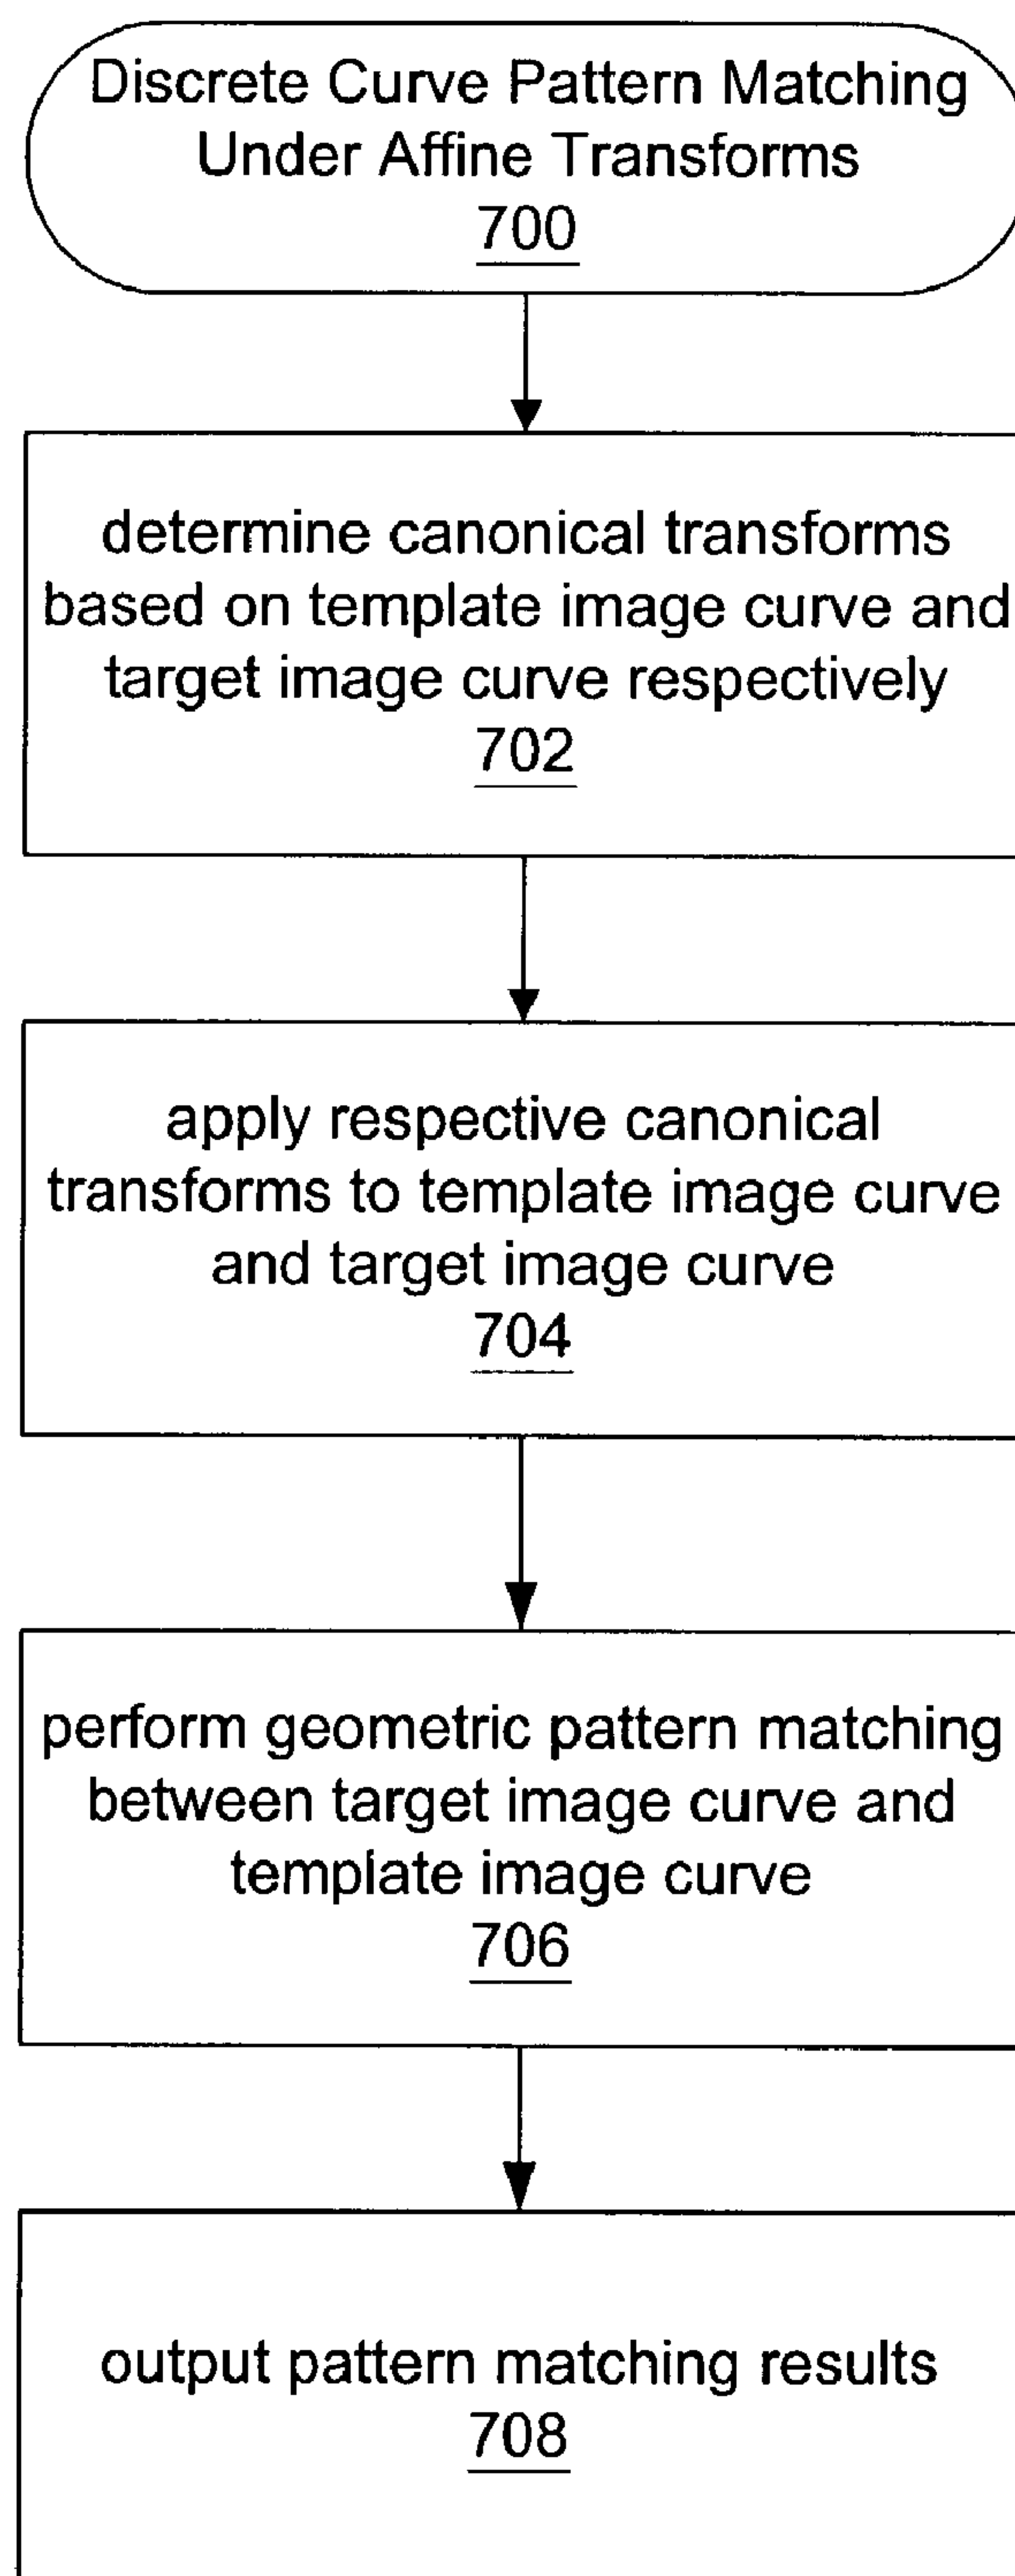 Discrete Curve Pattern Matching
Under Affine Transforms
700
determine canonical transforms
based on template image curve and
target image curve respectively
702
apply respective canonical
transforms to template image curve
and target image curve
704
perform geometric pattern matching
between target image curve and
template image curve
706
output pattern matching results
708